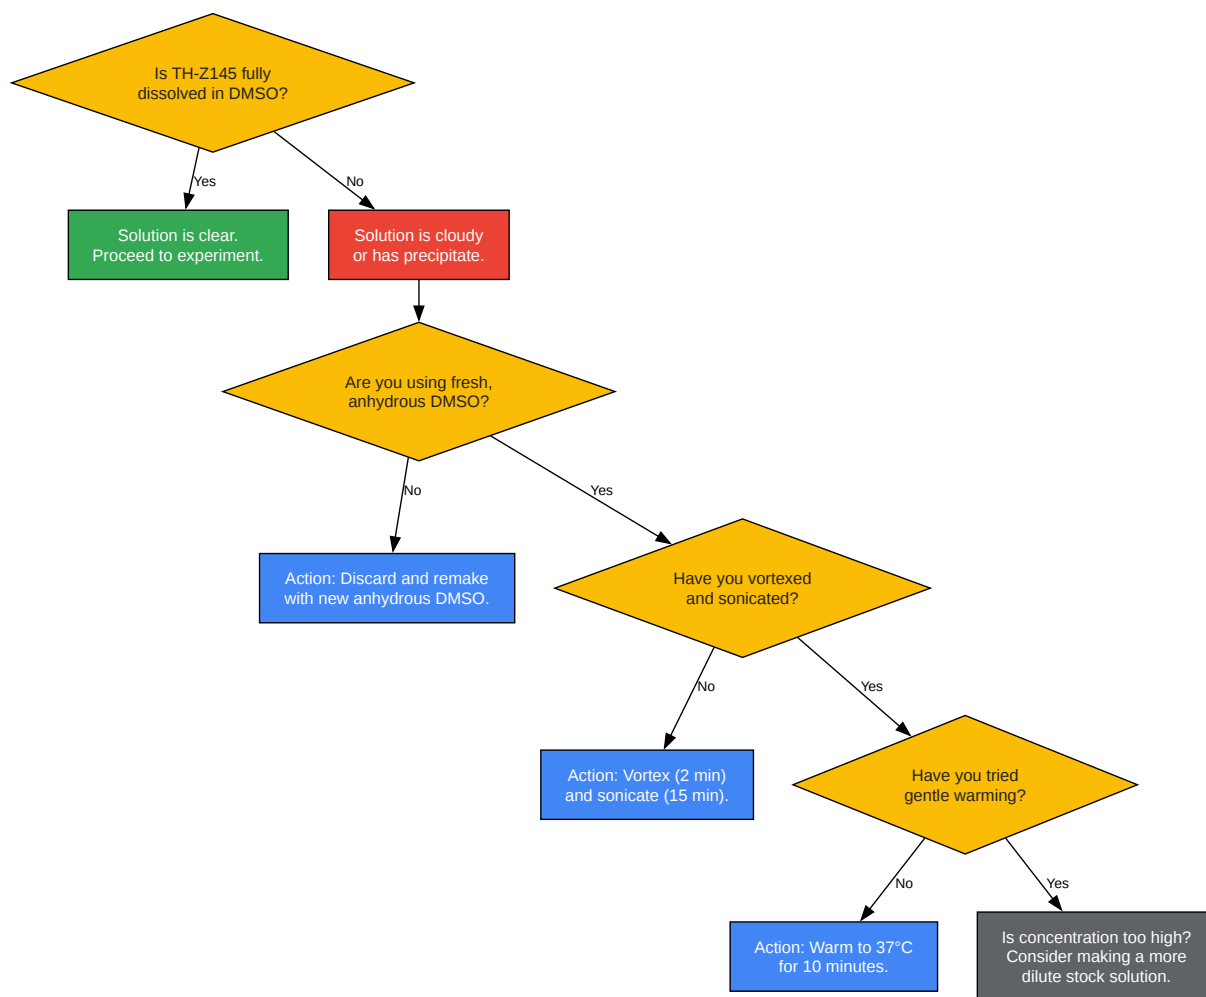 Is TH-Z145 fully
dissolved in DMSO?
Yes
No
Solution is clear.
Proceed to experiment.
Solution is cloudy
or has precipitate.
Are you using fresh,
anhydrous DMSO?
No
Yes
Action: Discard and remake
with new anhydrous DMSO.
Have you vortexed
and sonicated?
No
Yes
Action: Vortex (2 min)
and sonicate (15 min).
Have you tried
gentle warming?
No
Yes
Action: Warm to 37°C
for 10 minutes.
Is concentration too high?
Consider making a more
dilute stock solution.